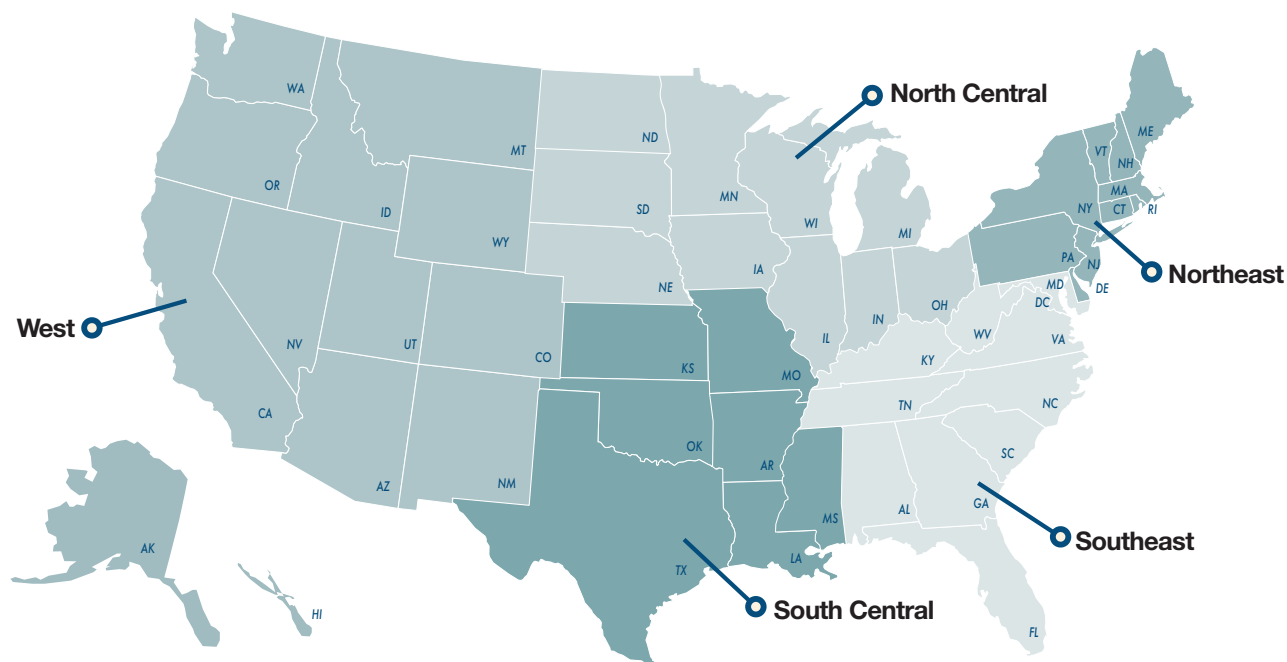 North Central
WA
ND
ME
MT
VT
NH
OR
MN
MA
ID
SD
NY
CT
RI
WI
MI
WY
PA
NJ
Northeast
IA
NE
MD
DE
OH
DC
West
IN
IL
WV
VA
NV
UT
CO
KY
KS
MO
CA
TN
NC
OK
SC
AR
AZ
NM
GA
AL
MS
Southeast
AK
LA
TX
South Central
HI
FL